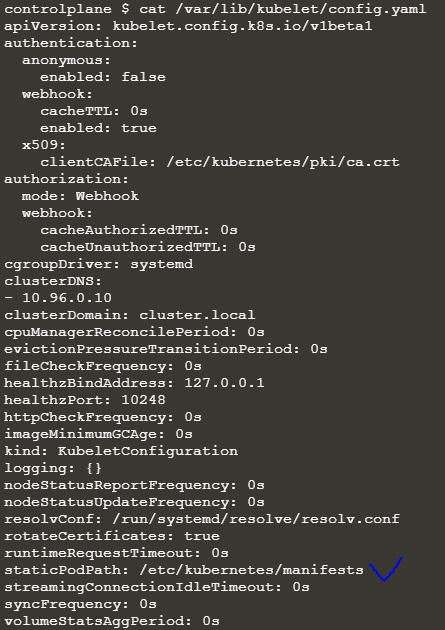 controlplane $ cat /var/lib/kubelet/config.yaml
apiVersion: kubelet.config.k8s.io/v1beta1
authentication:
  anonymous:
    enabled: false
  webhook:
    cacheTTL: 0s
    enabled: true
  x509:
    clientCAFile: /etc/kubernetes/pki/ca.crt
authorization:
  mode: Webhook
  webhook:
    cacheAuthorizedTTL: 0s
    cacheUnauthorizedTTL: 0s
cgroupDriver: systemd
clusterDNS:
- 10.96.0.10
clusterDomain: cluster.local
cpuManagerReconcilePeriod: 0s
evictionPressureTransitionPeriod: 0s
fileCheckFrequency: 0s
healthzBindAddress: 127.0.0.1
healthzPort: 10248
httpCheckFrequency: 0s
imageMinimumGCAge: 0s
kind: KubeletConfiguration
logging: {}
nodeStatusReportFrequency: 0s
nodeStatusUpdateFrequency: 0s
resolvConf: /run/systemd/resolve/resolv.conf
rotateCertificates: true
runtimeRequestTimeout: 0s
staticPodPath: /etc/kubernetes/manifests
streamingConnectionIdleTimeout: 0s
syncFrequency: 0s
volumeStatsAggPeriod: 0s